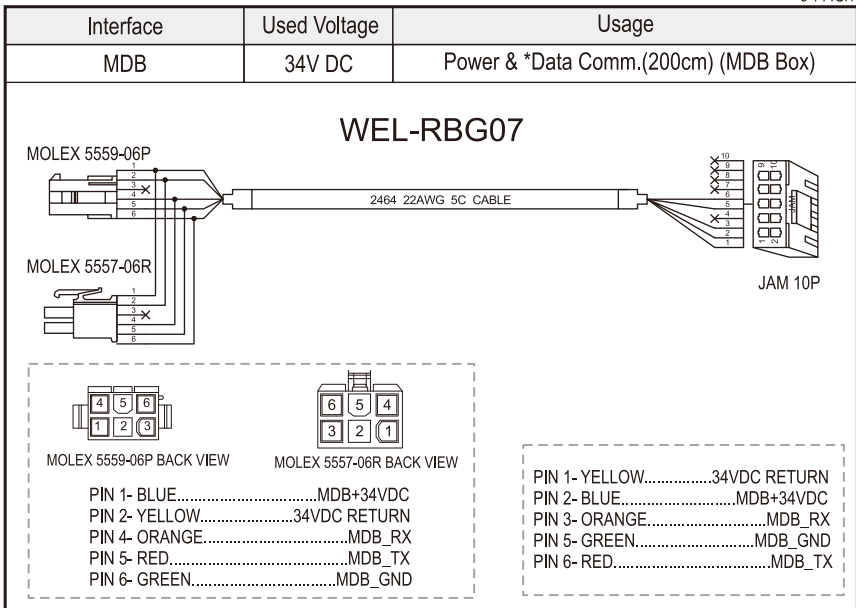 Interface Used Voltage Usage
MDB 34V DC Power & *Data Comm.(200cm) (MDB Box)
WEL-RBG07
MOLEX 5559-06P
1
2
3
4
5
6
2464 22AWG 5C CABLE
10
9
8
7
6
5
4
3
2
1
9 10
JAM
1 2
JAM 10P
MOLEX 5557-06R
1
2
3
4
5
6
4 5 6
1 2 3
MOLEX 5559-06P BACK VIEW
6 5 4
3 2 1
MOLEX 5557-06R BACK VIEW
PIN 1- BLUE.......................MDB+34VDC
PIN 2- YELLOW...............34VDC RETURN
PIN 4- ORANGE........................MDB_RX
PIN 5- RED...............................MDB_TX
PIN 6- GREEN........................MDB_GND
PIN 1- YELLOW............34VDC RETURN
PIN 2- BLUE....................MDB+34VDC
PIN 3- ORANGE.....................MDB_RX
PIN 5- GREEN......................MDB_GND
PIN 6- RED............................MDB_TX